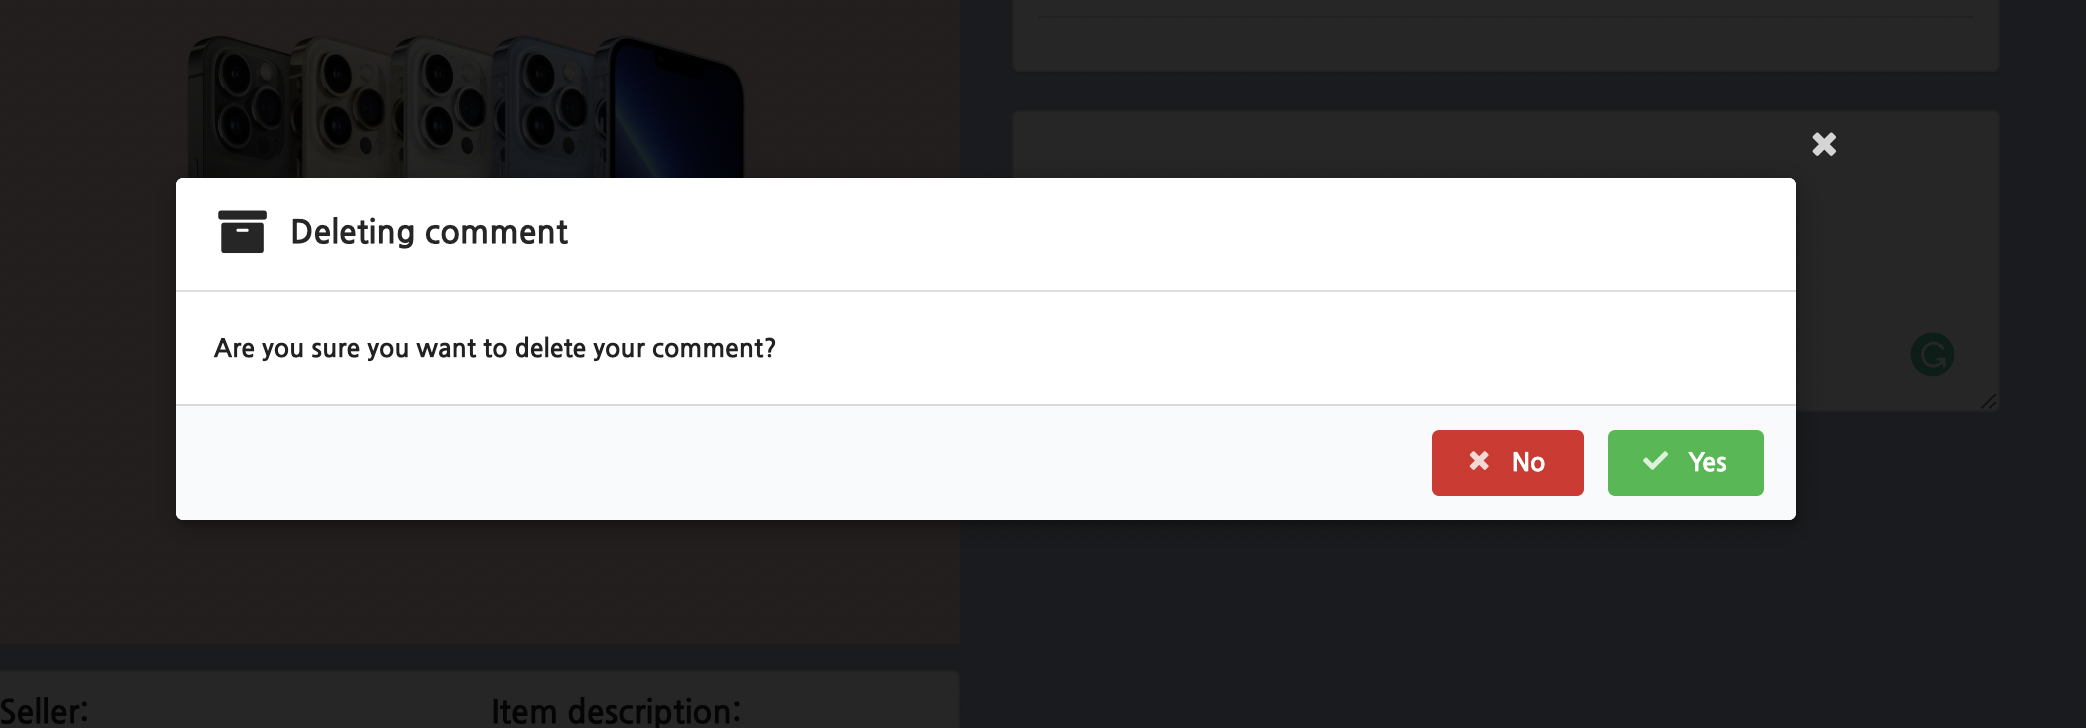 Deleting comment
Are you sure you want to delete your comment?
No
Yes
Seller:
Item description: